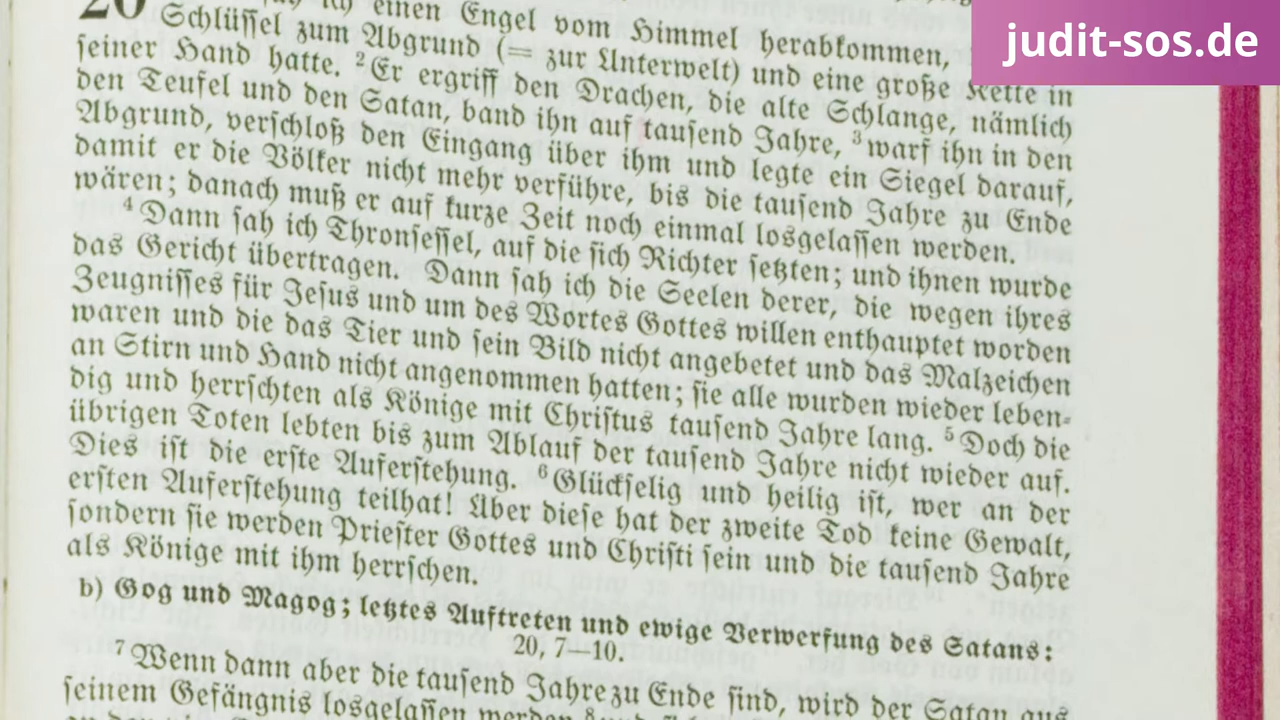 judit-sos.de
20 sah ich einen Engel vom Himmel herabkommen,
Schlüssel zum Abgrund (= zur Unterwelt) und eine große Kette in
seiner Hand hatte. ²Er ergriff den Drachen, die alte Schlange, nämlich
den Teufel und den Satan, band ihn auf tausend Jahre, ³warf ihn in den
Abgrund, verschloß den Eingang über ihm und legte ein Siegel darauf,
damit er die Völker nicht mehr verführe, bis die tausend Jahre zu Ende
wären; danach muß er auf kurze Zeit noch einmal losgelassen werden.
⁴Dann sah ich Thronsessel, auf die sich Richter setzten; und ihnen wurde
das Gericht übertragen. Dann sah ich die Seelen derer, die wegen ihres
Zeugnisses für Jesus und um des Wortes Gottes willen enthauptet worden
waren und die das Tier und sein Bild nicht angebetet und das Malzeichen
an Stirn und Hand nicht angenommen hatten; sie alle wurden wieder leben-
dig und herrschten als Könige mit Christus tausend Jahre lang. ⁵Doch die
übrigen Toten lebten bis zum Ablauf der tausend Jahre nicht wieder auf.
Dies ist die erste Auferstehung. ⁶Glückselig und heilig ist, wer an der
ersten Auferstehung teilhat! Über diese hat der zweite Tod keine Gewalt,
sondern sie werden Priester Gottes und Christi sein und die tausend Jahre
als Könige mit ihm herrschen.
b) Gog und Magog; letztes Auftreten und ewige Verwerfung des Satans:
20, 7—10.
⁷Wenn dann aber die tausend Jahre zu Ende sind, wird der Satan aus
seinem Gefängnis losgelassen werden ⁸und